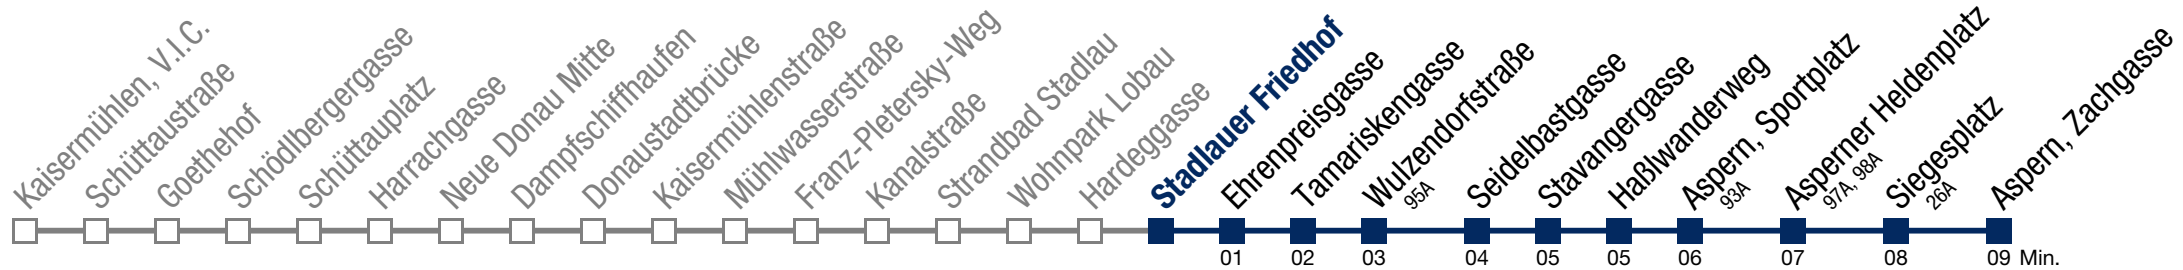 Kaisermühlen, V.I.C.
Schüttaustraße
Goethehof
Schödlbergergasse
Schüttauplatz
Harrachgasse
Neue Donau Mitte
Dampfschiffhaufen
Donaustadtbrücke
Kaisermühlenstraße
Mühlwasserstraße
Franz-Pletersky-Weg
Kanalstraße
Strandbad Stadlau
Wohnpark Lobau
Hardeggasse
Stadlauer Friedhof
Ehrenpreisgasse
Tamariskengasse
Wulzendorfstraße
95A
Seidelbastgasse
Stavangergasse
Haßlwanderweg
Aspern, Sportplatz
93A
Asperner Heldenplatz
97A, 98A
Siegesplatz
26A
Aspern, Zachgasse
01 02 03 04 05 05 06 07 08 09 Min.